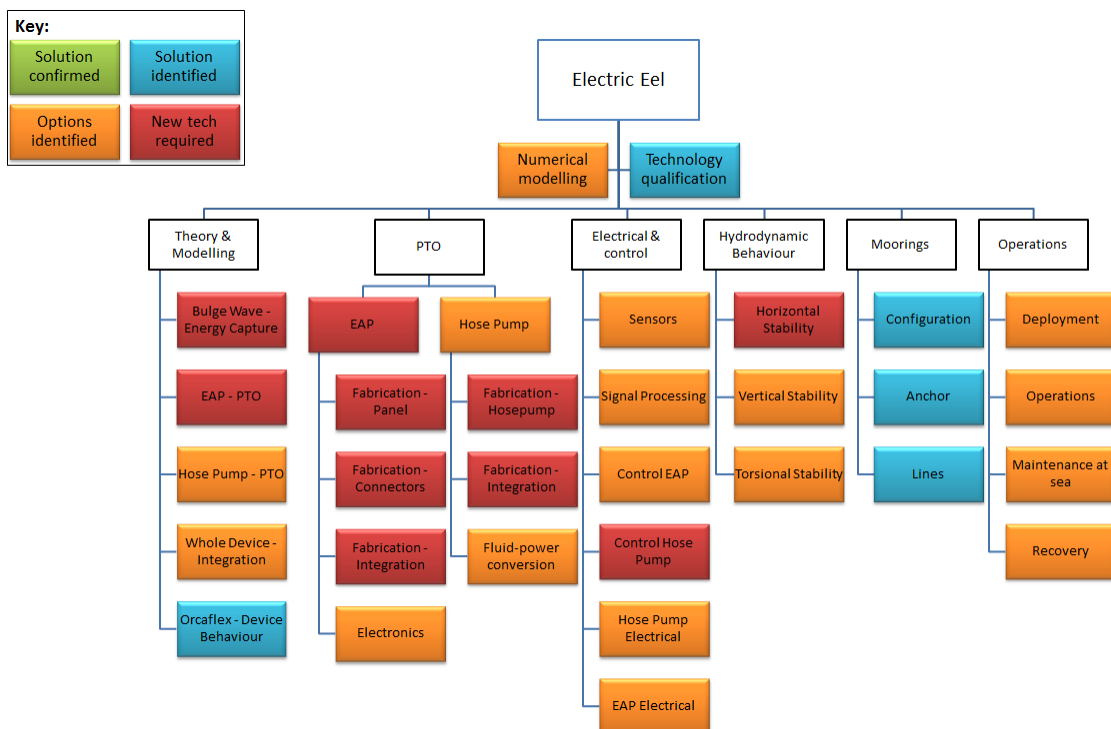 Key:
Solution
confirmed
Solution
identified
Options
identified
New tech
required
Electric Eel
Numerical
modelling
Technology
qualification
Theory &
Modelling
PTO
Electrical &
control
Hydrodynamic
Behaviour
Moorings
Operations
Bulge Wave -
Energy Capture
EAP - PTO
Hose Pump - PTO
Whole Device -
Integration
Orcaflex - Device
Behaviour
EAP
Fabrication -
Panel
Fabrication -
Connectors
Fabrication -
Integration
Electronics
Hose Pump
Fabrication -
Hosepump
Fabrication -
Integration
Fluid-power
conversion
Sensors
Signal Processing
Control EAP
Control Hose
Pump
Hose Pump
Electrical
EAP Electrical
Horizontal
Stability
Vertical Stability
Torsional Stability
Configuration
Anchor
Lines
Deployment
Operations
Maintenance at
sea
Recovery